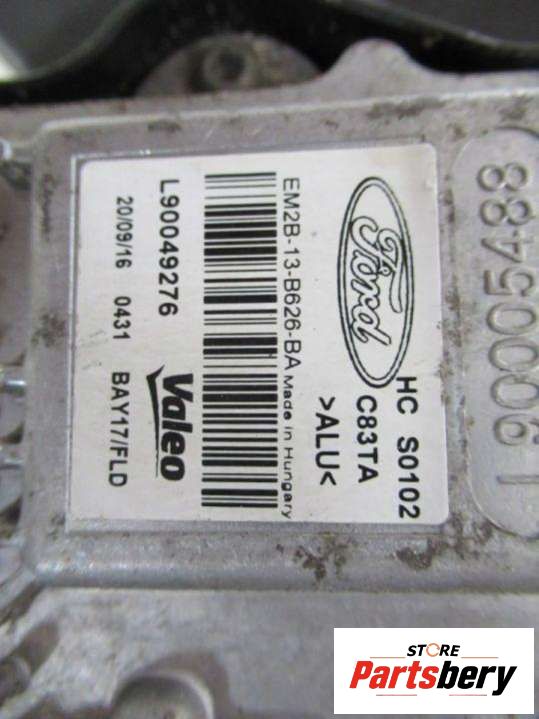 Ford
HC S0102
C83TA
>ALU<
EM2B-13-B626-BA Made in Hungary
L90049276
20/09/16 0431 BAY17/FLD
Valeo
L90005488
STORE
Partsbery